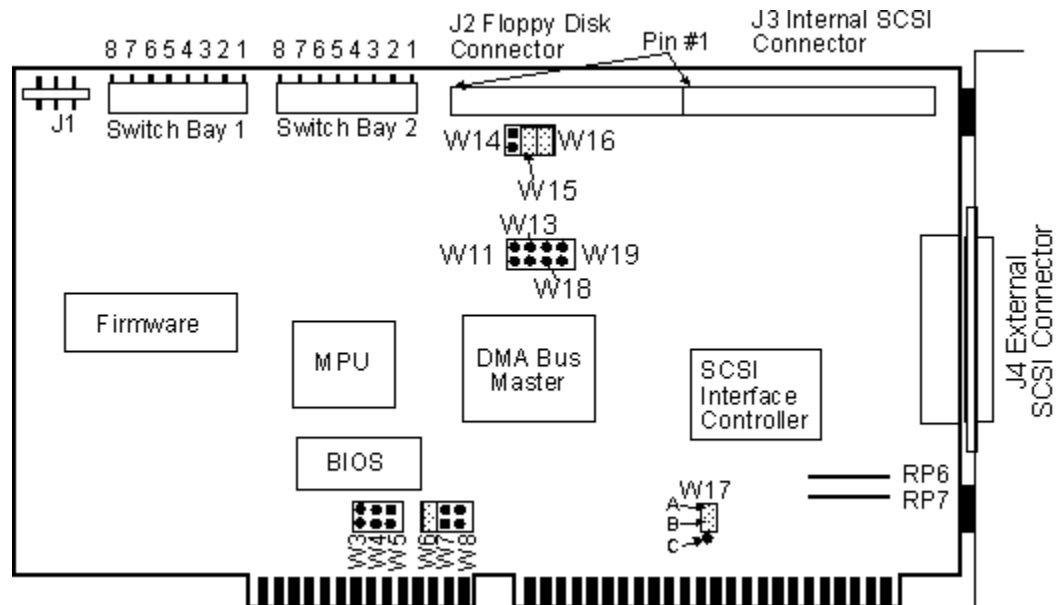 J2 Floppy Disk
Connector
Pin #1
J3 Internal SCSI
Connector
8 7 6 5 4 3 2 1
8 7 6 5 4 3 2 1
J1
Switch Bay 1
Switch Bay 2
W14
W16
W15
W13
W11
W19
W18
J4 External
SCSI Connector
Firmware
MPU
DMA Bus
Master
SCSI
Interface
Controller
BIOS
RP6
RP7
W17
A
B
C
W3
W4
W5
W6
W7
W8